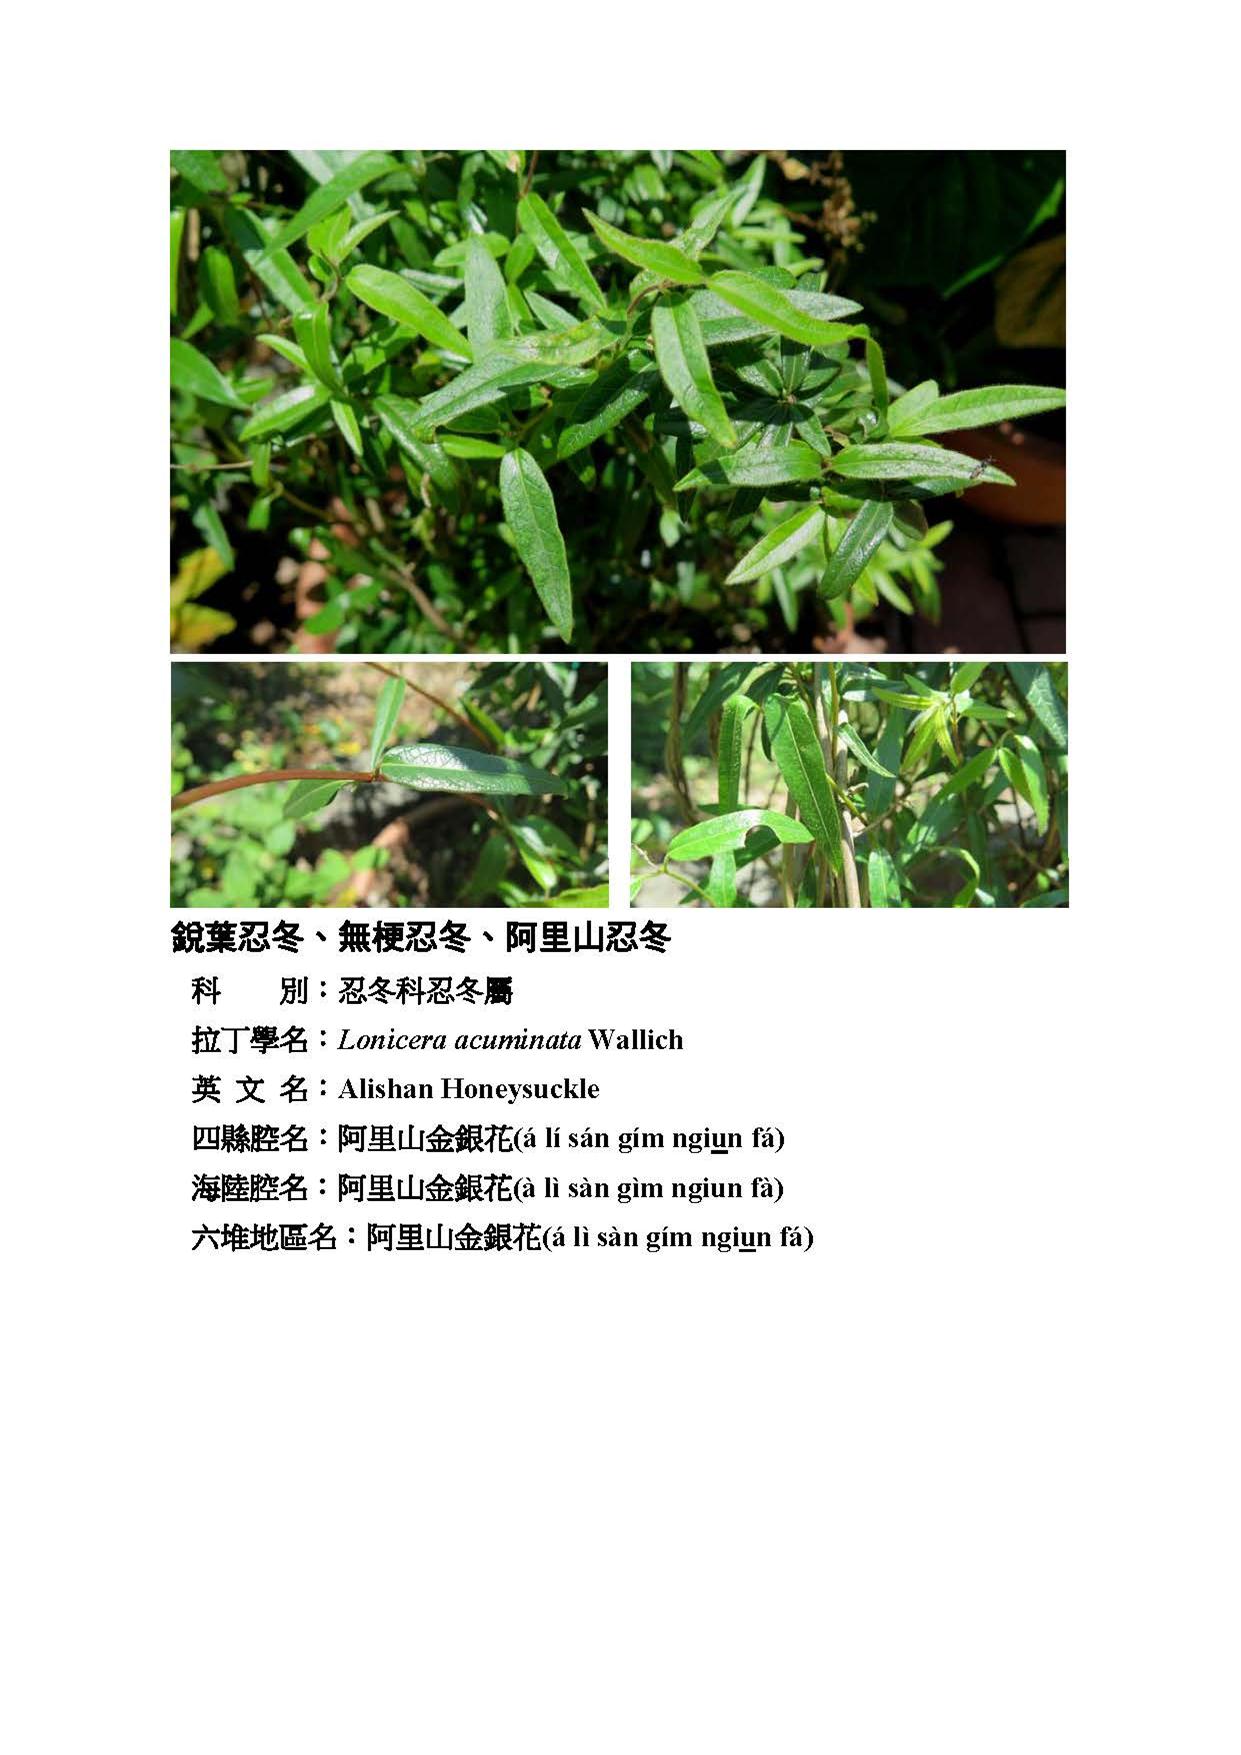 銳葉忍冬、無梗忍冬、阿里山忍冬
科　　別：忍冬科忍冬屬
拉丁學名：Lonicera acuminata Wallich
英 文 名：Alishan Honeysuckle
四縣腔名：阿里山金銀花(á lí sán gím ngiun fá)
海陸腔名：阿里山金銀花(à lì sàn gìm ngiun fà)
六堆地區名：阿里山金銀花(á lì sàn gím ngiun fá)